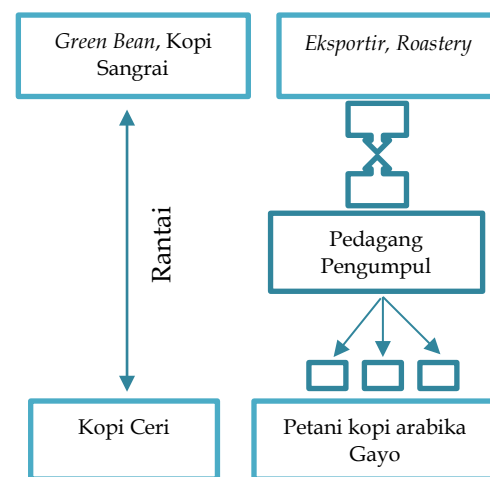 Green Bean, Kopi
Sangrai
Eksportir, Roastery
Rantai
Pedagang
Pengumpul
Kopi Ceri
Petani kopi arabika
Gayo